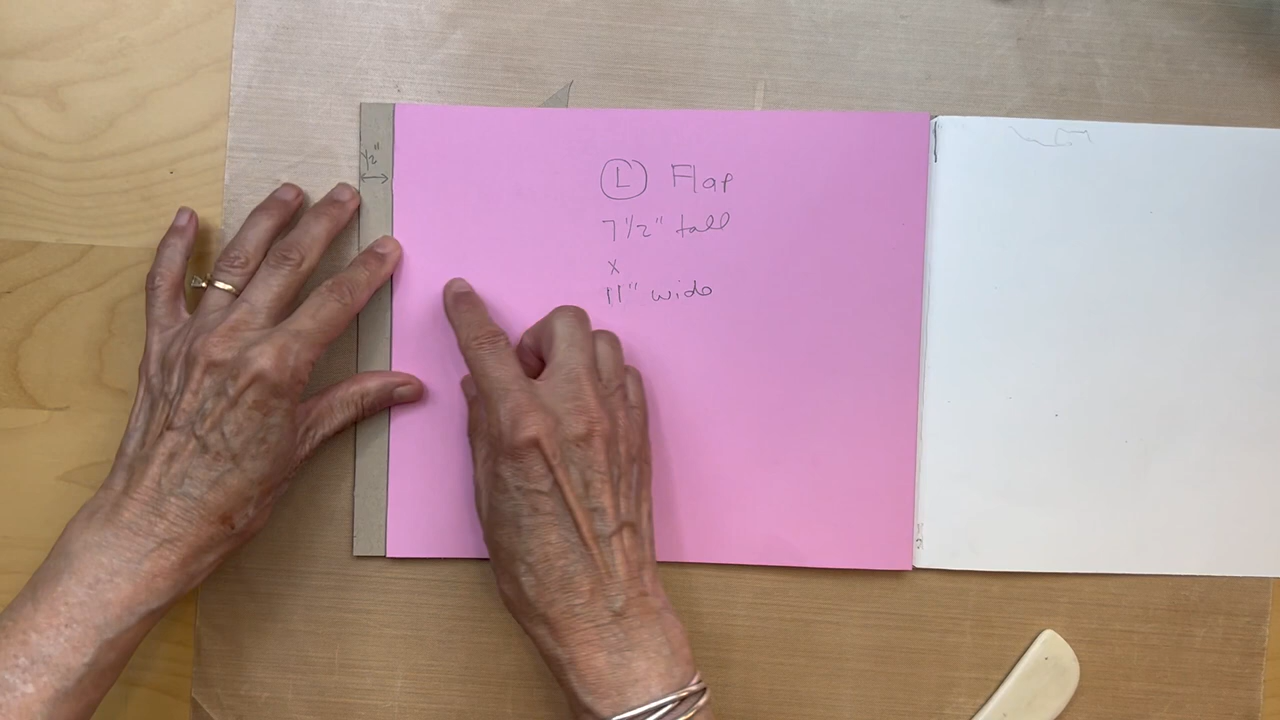 1/2"
L Flap
7 1/2" tall
x
11" wide